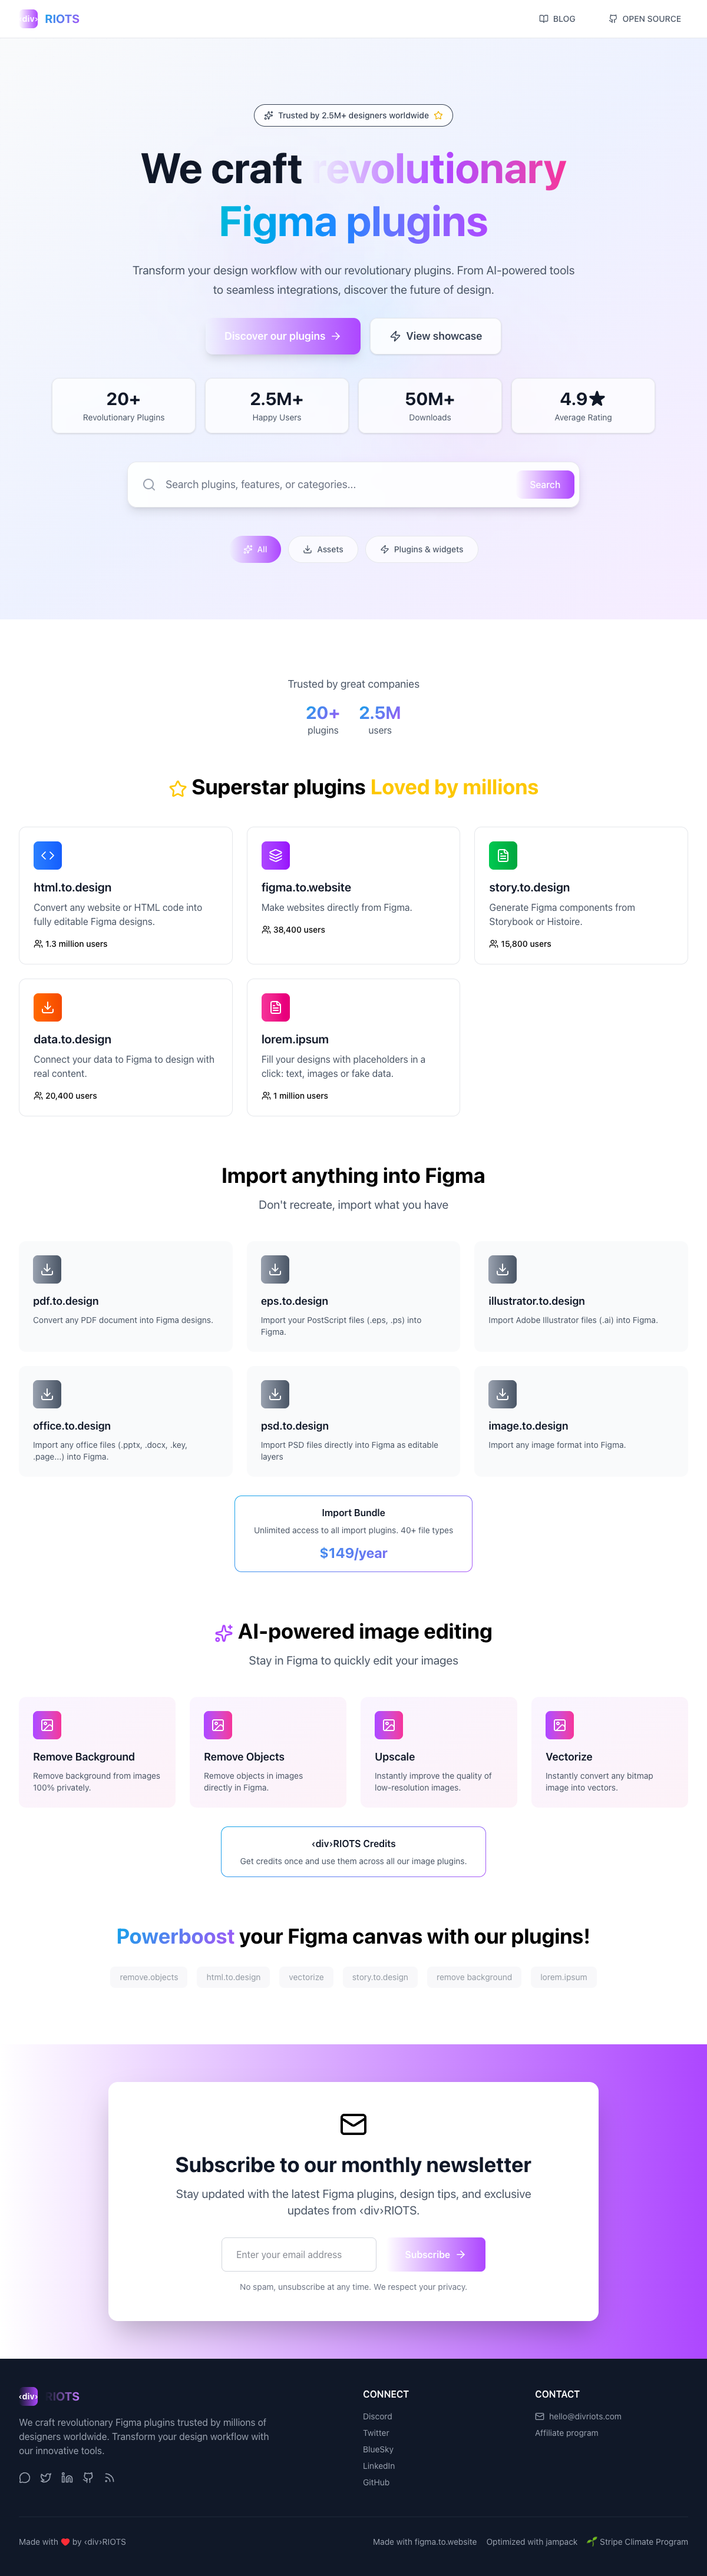 ‹div› RIOTS
BLOG
OPEN SOURCE
Trusted by 2.5M+ designers worldwide
We craft revolutionary
Figma plugins
Transform your design workflow with our revolutionary plugins. From AI-powered tools
to seamless integrations, discover the future of design.
Discover our plugins
View showcase
20+
Revolutionary Plugins
2.5M+
Happy Users
50M+
Downloads
4.9★
Average Rating
Search plugins, features, or categories...
Search
All
Assets
Plugins & widgets
Trusted by great companies
20+
plugins
2.5M
users
Superstar plugins Loved by millions
html.to.design
Convert any website or HTML code into
fully editable Figma designs.
1.3 million users
figma.to.website
Make websites directly from Figma.
38,400 users
story.to.design
Generate Figma components from
Storybook or Histoire.
15,800 users
data.to.design
Connect your data to Figma to design with
real content.
20,400 users
lorem.ipsum
Fill your designs with placeholders in a
click: text, images or fake data.
1 million users
Import anything into Figma
Don't recreate, import what you have
pdf.to.design
Convert any PDF document into Figma designs.
eps.to.design
Import your PostScript files (.eps, .ps) into
Figma.
illustrator.to.design
Import Adobe Illustrator files (.ai) into Figma.
office.to.design
Import any office files (.pptx, .docx, .key,
.page...) into Figma.
psd.to.design
Import PSD files directly into Figma as editable
layers
image.to.design
Import any image format into Figma.
Import Bundle
Unlimited access to all import plugins. 40+ file types
$149/year
AI-powered image editing
Stay in Figma to quickly edit your images
Remove Background
Remove background from images
100% privately.
Remove Objects
Remove objects in images
directly in Figma.
Upscale
Instantly improve the quality of
low-resolution images.
Vectorize
Instantly convert any bitmap
image into vectors.
‹div›RIOTS Credits
Get credits once and use them across all our image plugins.
Powerboost your Figma canvas with our plugins!
remove.objects
html.to.design
vectorize
story.to.design
remove background
lorem.ipsum
Subscribe to our monthly newsletter
Stay updated with the latest Figma plugins, design tips, and exclusive
updates from ‹div›RIOTS.
Enter your email address
Subscribe
No spam, unsubscribe at any time. We respect your privacy.
‹div› RIOTS
We craft revolutionary Figma plugins trusted by millions of
designers worldwide. Transform your design workflow with
our innovative tools.
CONNECT
Discord
Twitter
BlueSky
LinkedIn
GitHub
CONTACT
hello@divriots.com
Affiliate program
Made with ❤️ by ‹div›RIOTS
Made with figma.to.website
Optimized with jampack
🌱 Stripe Climate Program